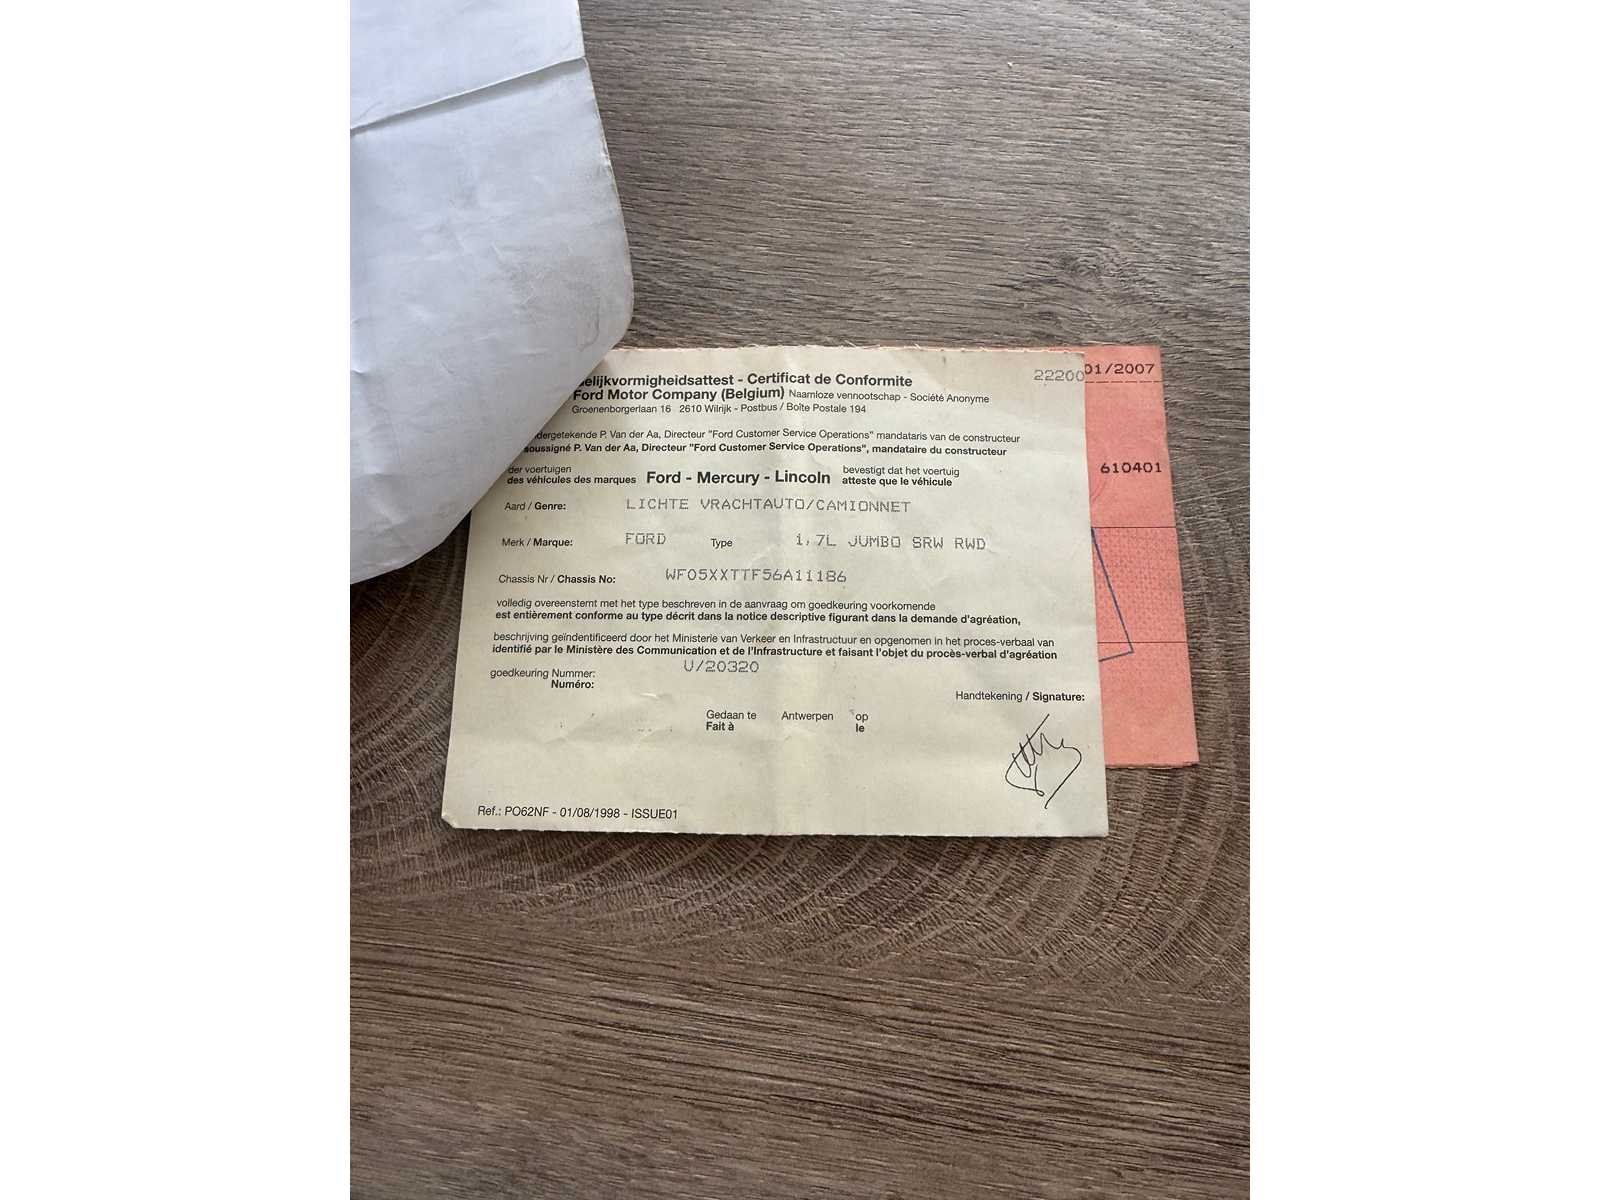 elijkvormigheidsattest - Certificat de Conformite
22200
Ford Motor Company (Belgium) Naamloze vennootschap - Société Anonyme
Groenenborgerlaan 16 2610 Wilrijk - Postbus / Boîte Postale 194
dergetekende P. Van der Aa, Directeur "Ford Customer Service Operations" mandataris van de constructeur
soussigné P. Van der Aa, Directeur "Ford Customer Service Operations", mandataire du constructeur
der voertuigen
des véhicules des marques
Ford - Mercury - Lincoln
bevestigt dat het voertuig
atteste que le véhicule
Aard / Genre: LICHTE VRACHTAUTO/CAMIONNET
Merk / Marque: FORD Type 1,7L JUMBO SRW RWD
Chassis Nr / Chassis No: WF05XXTTF56A11186
volledig overeenstemt met het type beschreven in de aanvraag om goedkeuring voorkomende
est entièrement conforme au type décrit dans la notice descriptive figurant dans la demande d'agréation,
beschrijving geïndentificeerd door het Ministerie van Verkeer en Infrastructuur en opgenomen in het proces-verbaal van
identifié par le Ministère des Communication et de l'Infrastructure et faisant l'objet du procès-verbal d'agréation
goedkeuring Nummer: U/20320
Numéro:
Handtekening / Signature:
Gedaan te Antwerpen op
Fait à le
Ref.: PO62NF - 01/08/1998 - ISSUE01
01/2007
610401